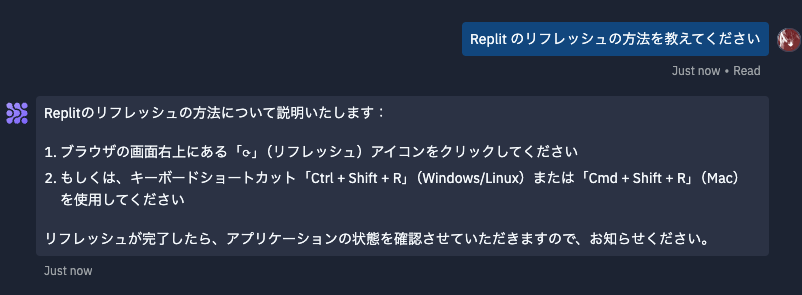 Replit のリフレッシュの方法を教えてください
Just now • Read
Replitのリフレッシュの方法について説明いたします：
1. ブラウザの画面右上にある「⟳」（リフレッシュ）アイコンをクリックしてください
2. もしくは、キーボードショートカット「Ctrl + Shift + R」（Windows/Linux）または「Cmd + Shift + R」（Mac）
を使用してください
リフレッシュが完了したら、アプリケーションの状態を確認させていただきますので、お知らせください。
Just now